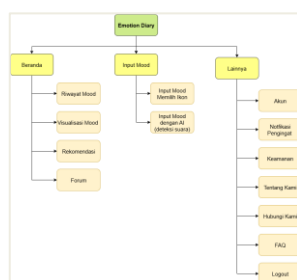 Emotion Diary
Beranda
Input Mood
Lainnya
Riwayat Mood
Visualisasi Mood
Rekomendasi
Forum
Input Mood
Memilih Ikon
Input Mood
dengan AI
(deteksi suara)
Akun
Notfikasi
Pengingat
Keamanan
Tentang Kami
Hubungi Kami
FAQ
Logout